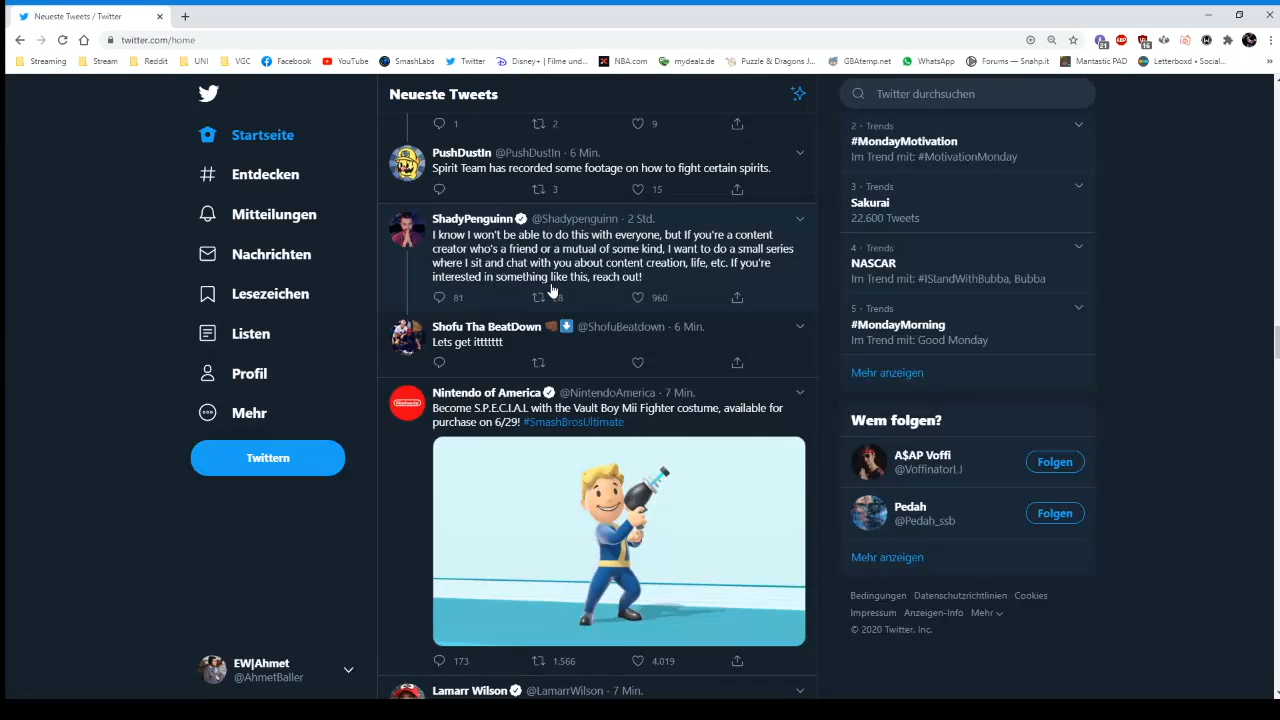 Neueste Tweets / Twitter
twitter.com/home
21
16
Streaming
Stream
Reddit
UNI
VGC
Facebook
YouTube
SmashLabs
Twitter
Disney+ | Filme und...
NBA.com
mydealz.de
Puzzle & Dragons J...
GBAtemp.net
WhatsApp
Forums — Snahp.it
Mantastic PAD
Letterboxd • Social...
Startseite
Entdecken
Mitteilungen
Nachrichten
Lesezeichen
Listen
Profil
Mehr
Twittern
EW|Ahmet
@AhmetBaller
Neueste Tweets
1 2 9
PushDustIn @PushDustIn · 6 Min.
Spirit Team has recorded some footage on how to fight certain spirits.
3 15
ShadyPenguinn @Shadypenguinn · 2 Std.
I know I won't be able to do this with everyone, but If you're a content
creator who's a friend or a mutual of some kind, I want to do a small series
where I sit and chat with you about content creation, life, etc. If you're
interested in something like this, reach out!
81 960
Shofu Tha BeatDown @ShofuBeatdown · 6 Min.
Lets get ittttttt
Nintendo of America @NintendoAmerica · 7 Min.
Become S.P.E.C.I.A.L with the Vault Boy Mii Fighter costume, available for
purchase on 6/29! #SmashBrosUltimate
Nintendo
173 1,566 4.019
Lamarr Wilson @LamarrWilson · 7 Min.
Twitter durchsuchen
2 · Trends
#MondayMotivation
Im Trend mit: #MotivationMonday
3 · Trends
Sakurai
22.600 Tweets
4 · Trends
NASCAR
Im Trend mit: #IStandWithBubba, Bubba
5 · Trends
#MondayMorning
Im Trend mit: Good Monday
Mehr anzeigen
Wem folgen?
A$AP Voffi
@VoffinatorLJ
Folgen
Pedah
@Pedah_ssb
Folgen
Mehr anzeigen
Bedingungen Datenschutzrichtlinien Cookies
Impressum Anzeigen-Info Mehr
© 2020 Twitter, Inc.